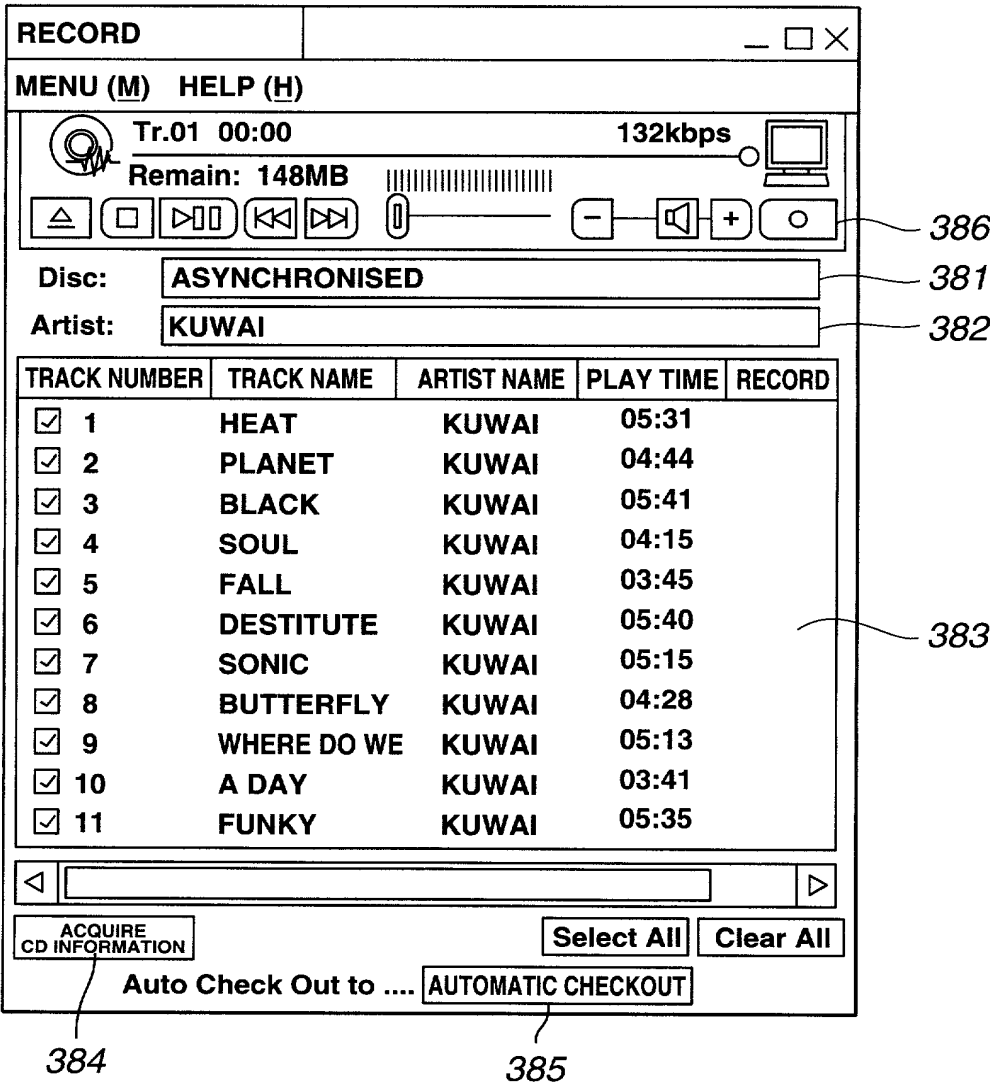 RECORD
MENU (M) HELP (H)
Tr.01 00:00 132kbps
Remain: 148MB
386
Disc: ASYNCHRONISED 381
Artist: KUWAI 382
TRACK NUMBER TRACK NAME ARTIST NAME PLAY TIME RECORD
1 HEAT KUWAI 05:31
2 PLANET KUWAI 04:44
3 BLACK KUWAI 05:41
4 SOUL KUWAI 04:15
5 FALL KUWAI 03:45
6 DESTITUTE KUWAI 05:40 383
7 SONIC KUWAI 05:15
8 BUTTERFLY KUWAI 04:28
9 WHERE DO WE KUWAI 05:13
10 A DAY KUWAI 03:41
11 FUNKY KUWAI 05:35
ACQUIRE
CD INFORMATION Select All Clear All
Auto Check Out to .... AUTOMATIC CHECKOUT
384 385